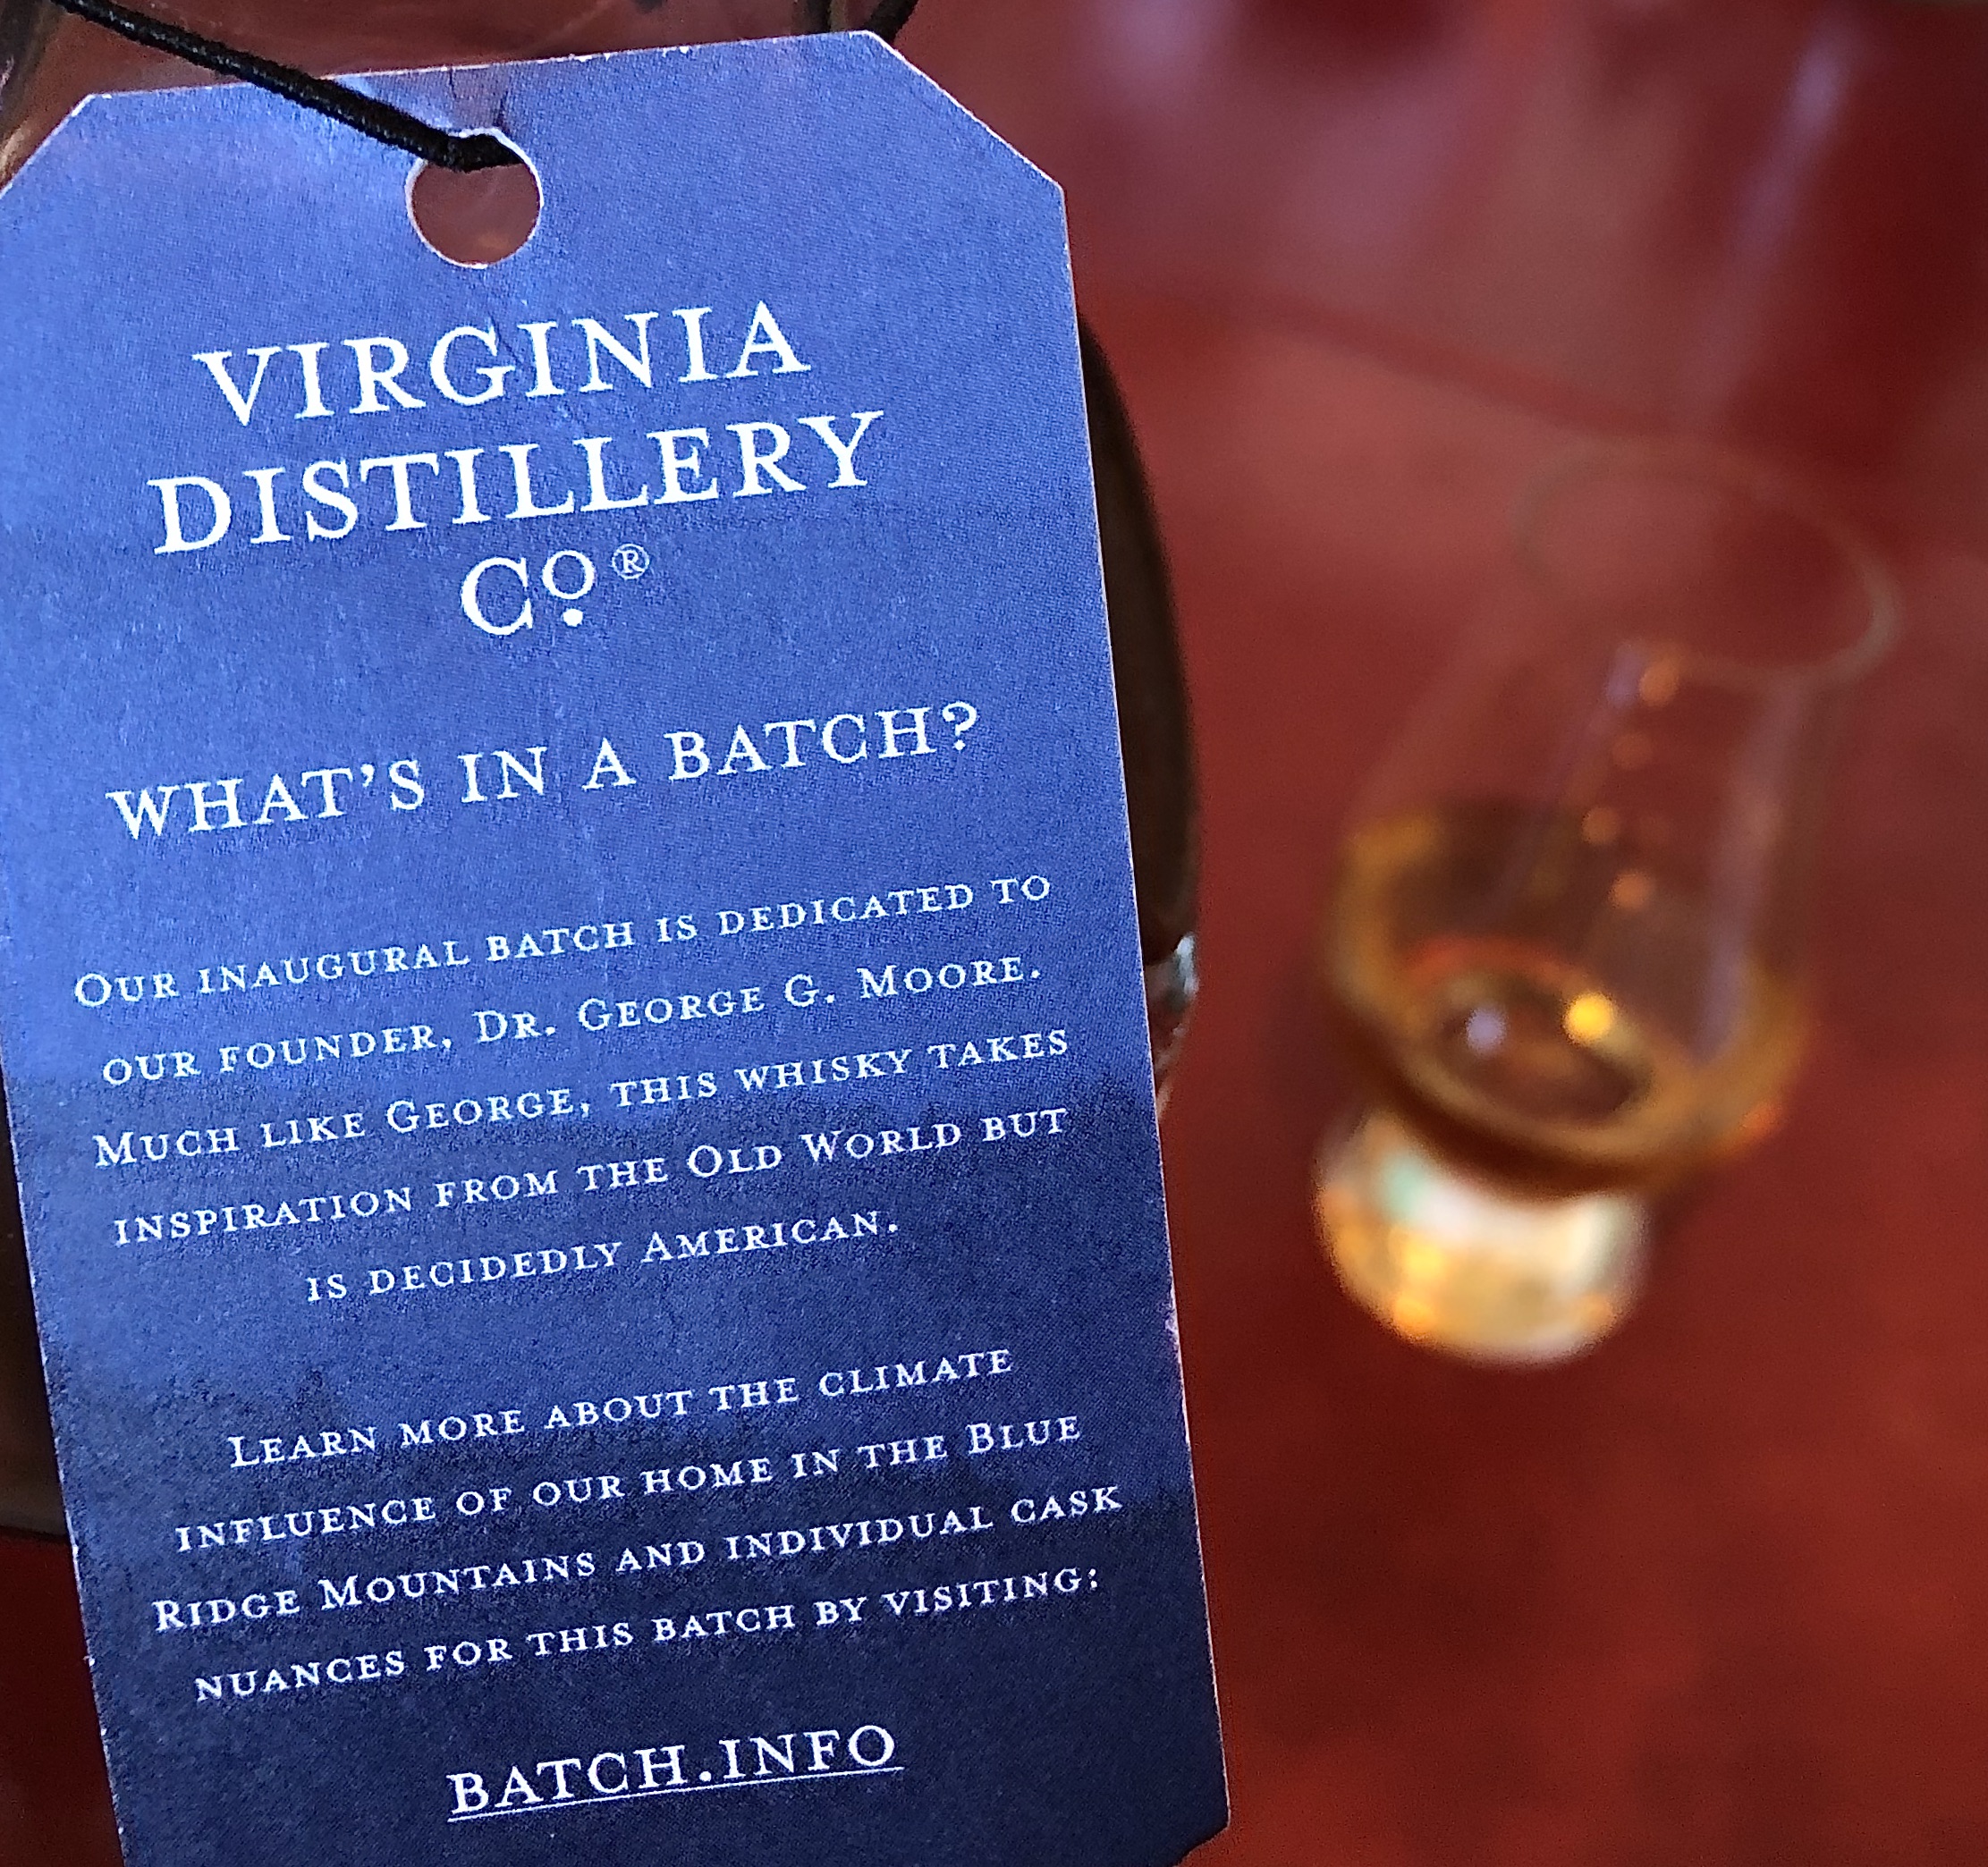 VIRGINIA
DISTILLERY
Co®
WHAT'S IN A BATCH?
OUR INAUGURAL BATCH IS DEDICATED TO
OUR FOUNDER, DR. GEORGE G. MOORE.
MUCH LIKE GEORGE, THIS WHISKY TAKES
INSPIRATION FROM THE OLD WORLD BUT
IS DECIDEDLY AMERICAN.
LEARN MORE ABOUT THE CLIMATE
INFLUENCE OF OUR HOME IN THE BLUE
RIDGE MOUNTAINS AND INDIVIDUAL CASK
NUANCES FOR THIS BATCH BY VISITING:
BATCH.INFO